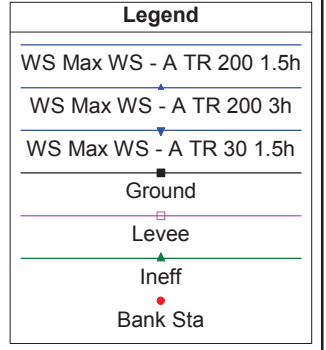 Legend
WS Max WS - A TR 200 1.5h
WS Max WS - A TR 200 3h
WS Max WS - A TR 30 1.5h
Ground
Levee
Ineff
Bank Sta